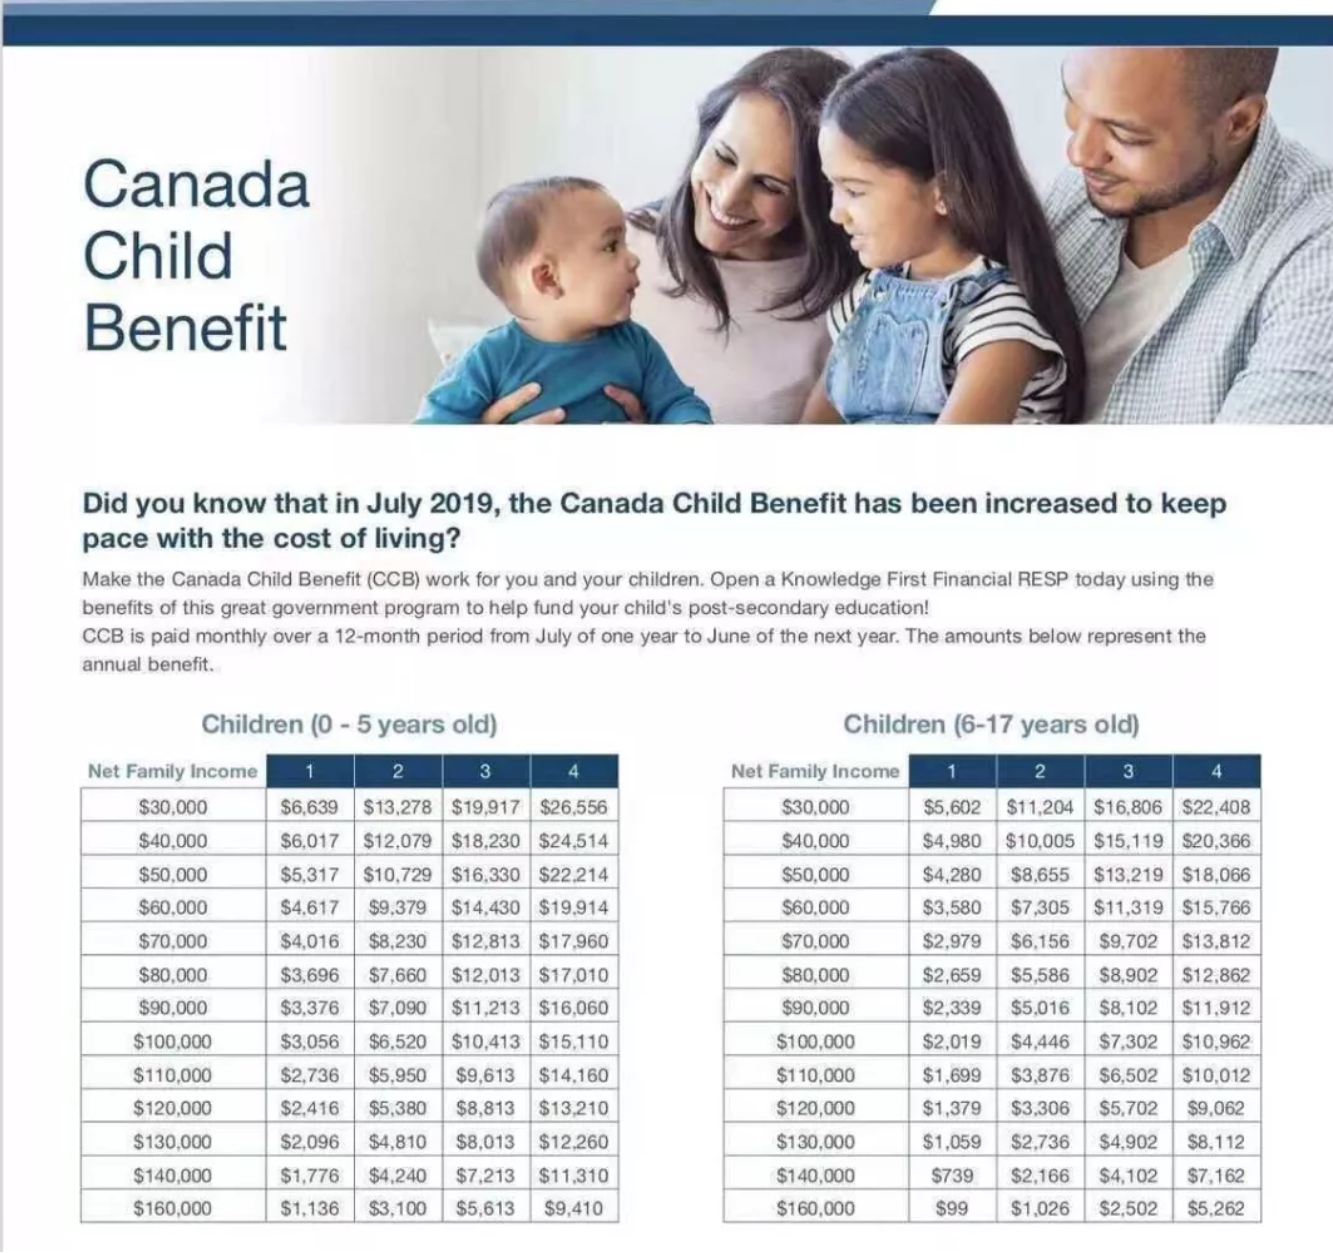 Canada
Child
Benefit
Did you know that in July 2019, the Canada Child Benefit has been increased to keep
pace with the cost of living?
Make the Canada Child Benefit (CCB) work for you and your children. Open a Knowledge First Financial RESP today using the
benefits of this great government program to help fund your child's post-secondary education!
CCB is paid monthly over a 12-month period from July of one year to June of the next year. The amounts below represent the
annual benefit.
Children (0 - 5 years old)
Net Family Income 1 2 3 4
$30,000 $6,639 $13,278 $19,917 $26,556
$40,000 $6,017 $12,079 $18,230 $24,514
$50,000 $5,317 $10,729 $16,330 $22,214
$60,000 $4,617 $9,379 $14,430 $19,914
$70,000 $4,016 $8,230 $12,813 $17,960
$80,000 $3,696 $7,660 $12,013 $17,010
$90,000 $3,376 $7,090 $11,213 $16,060
$100,000 $3,056 $6,520 $10,413 $15,110
$110,000 $2,736 $5,950 $9,613 $14,160
$120,000 $2,416 $5,380 $8,813 $13,210
$130,000 $2,096 $4,810 $8,013 $12,260
$140,000 $1,776 $4,240 $7,213 $11,310
$160,000 $1,136 $3,100 $5,613 $9,410
Children (6-17 years old)
Net Family Income 1 2 3 4
$30,000 $5,602 $11,204 $16,806 $22,408
$40,000 $4,980 $10,005 $15,119 $20,366
$50,000 $4,280 $8,655 $13,219 $18,066
$60,000 $3,580 $7,305 $11,319 $15,766
$70,000 $2,979 $6,156 $9,702 $13,812
$80,000 $2,659 $5,586 $8,902 $12,862
$90,000 $2,339 $5,016 $8,102 $11,912
$100,000 $2,019 $4,446 $7,302 $10,962
$110,000 $1,699 $3,876 $6,502 $10,012
$120,000 $1,379 $3,306 $5,702 $9,062
$130,000 $1,059 $2,736 $4,902 $8,112
$140,000 $739 $2,166 $4,102 $7,162
$160,000 $99 $1,026 $2,502 $5,262